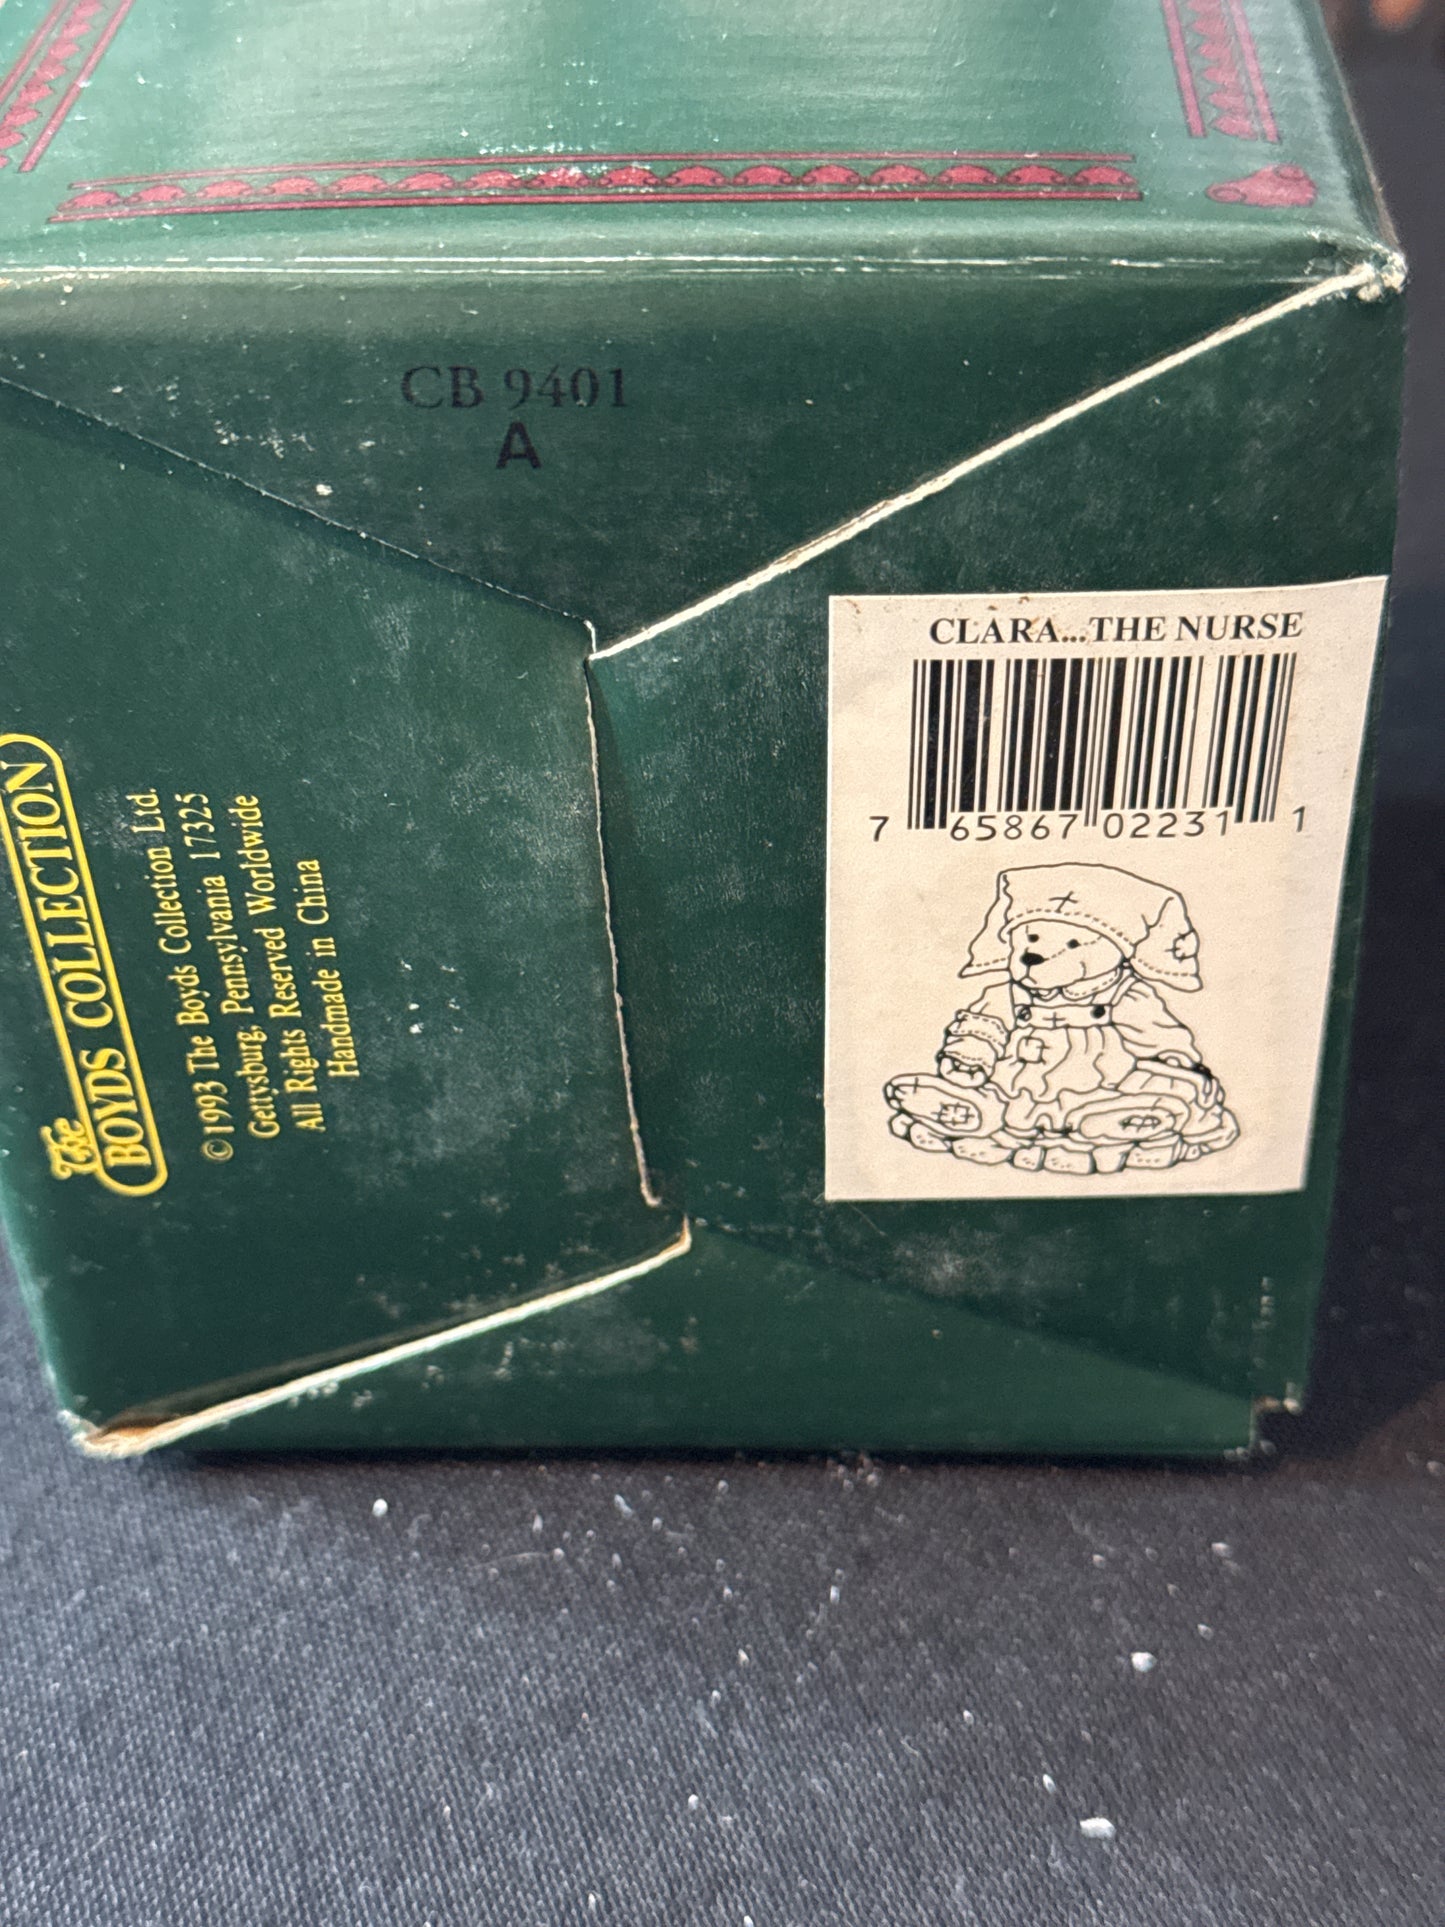 CB 9401
A
CLARA...THE NURSE
7 65867 02231 1
The
BOYDS COLLECTION
©1993 The Boyds Collection Ltd.
Gettysburg, Pennsylvania 17325
All Rights Reserved Worldwide
Handmade in China